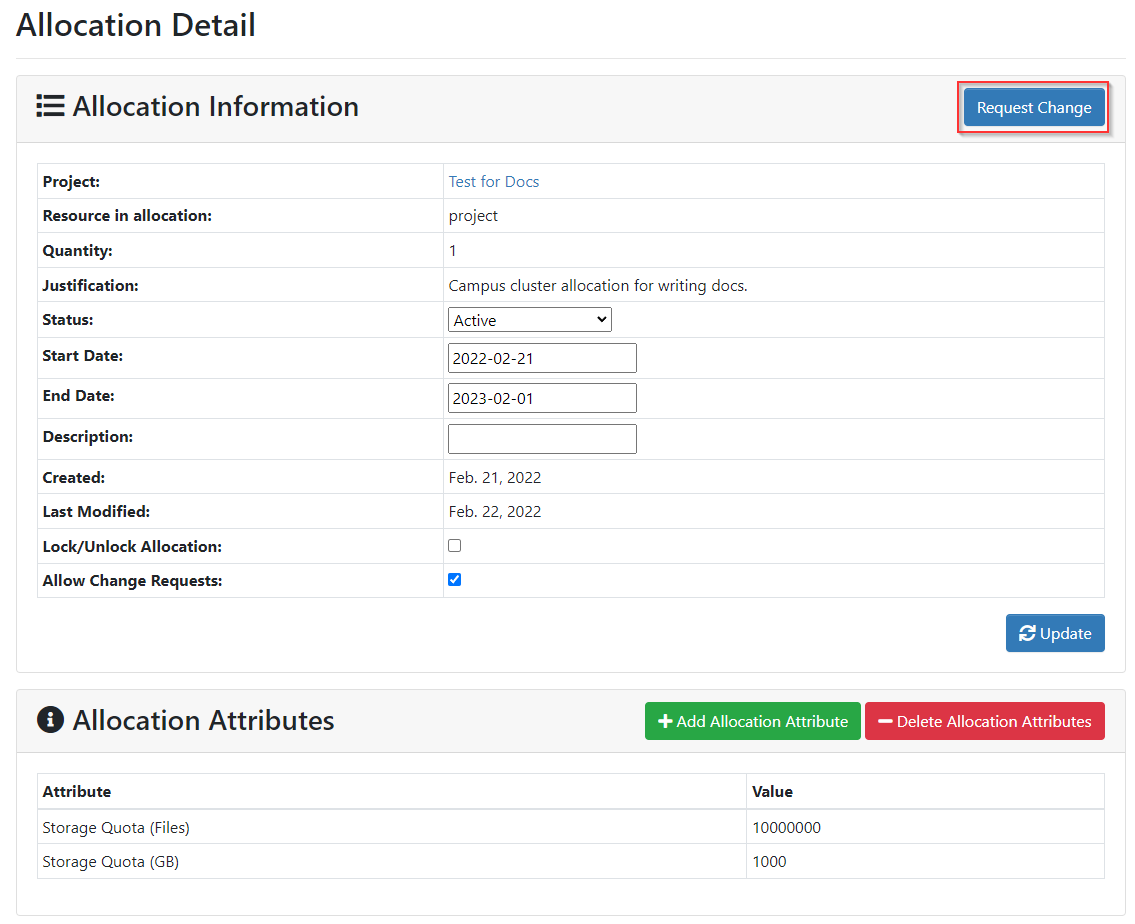 Allocation Detail
Allocation Information
Request Change
Project: Test for Docs
Resource in allocation: project
Quantity: 1
Justification: Campus cluster allocation for writing docs.
Status: Active
Start Date: 2022-02-21
End Date: 2023-02-01
Description:
Created: Feb. 21, 2022
Last Modified: Feb. 22, 2022
Lock/Unlock Allocation:
Allow Change Requests:
Update
Allocation Attributes
Add Allocation Attribute
Delete Allocation Attributes
Attribute Value
Storage Quota (Files) 10000000
Storage Quota (GB) 1000